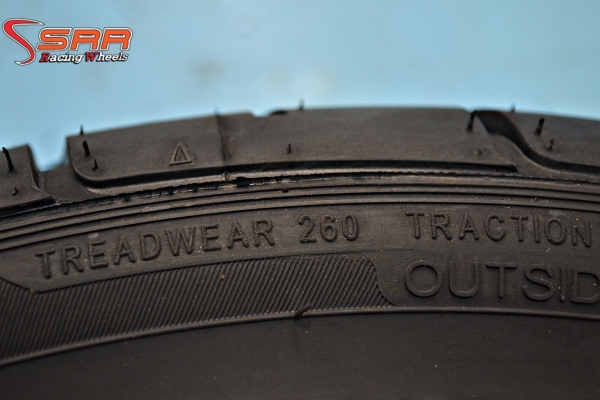 SRR
Racing Wheels
TREADWEAR 260 TRACTION
OUTSID